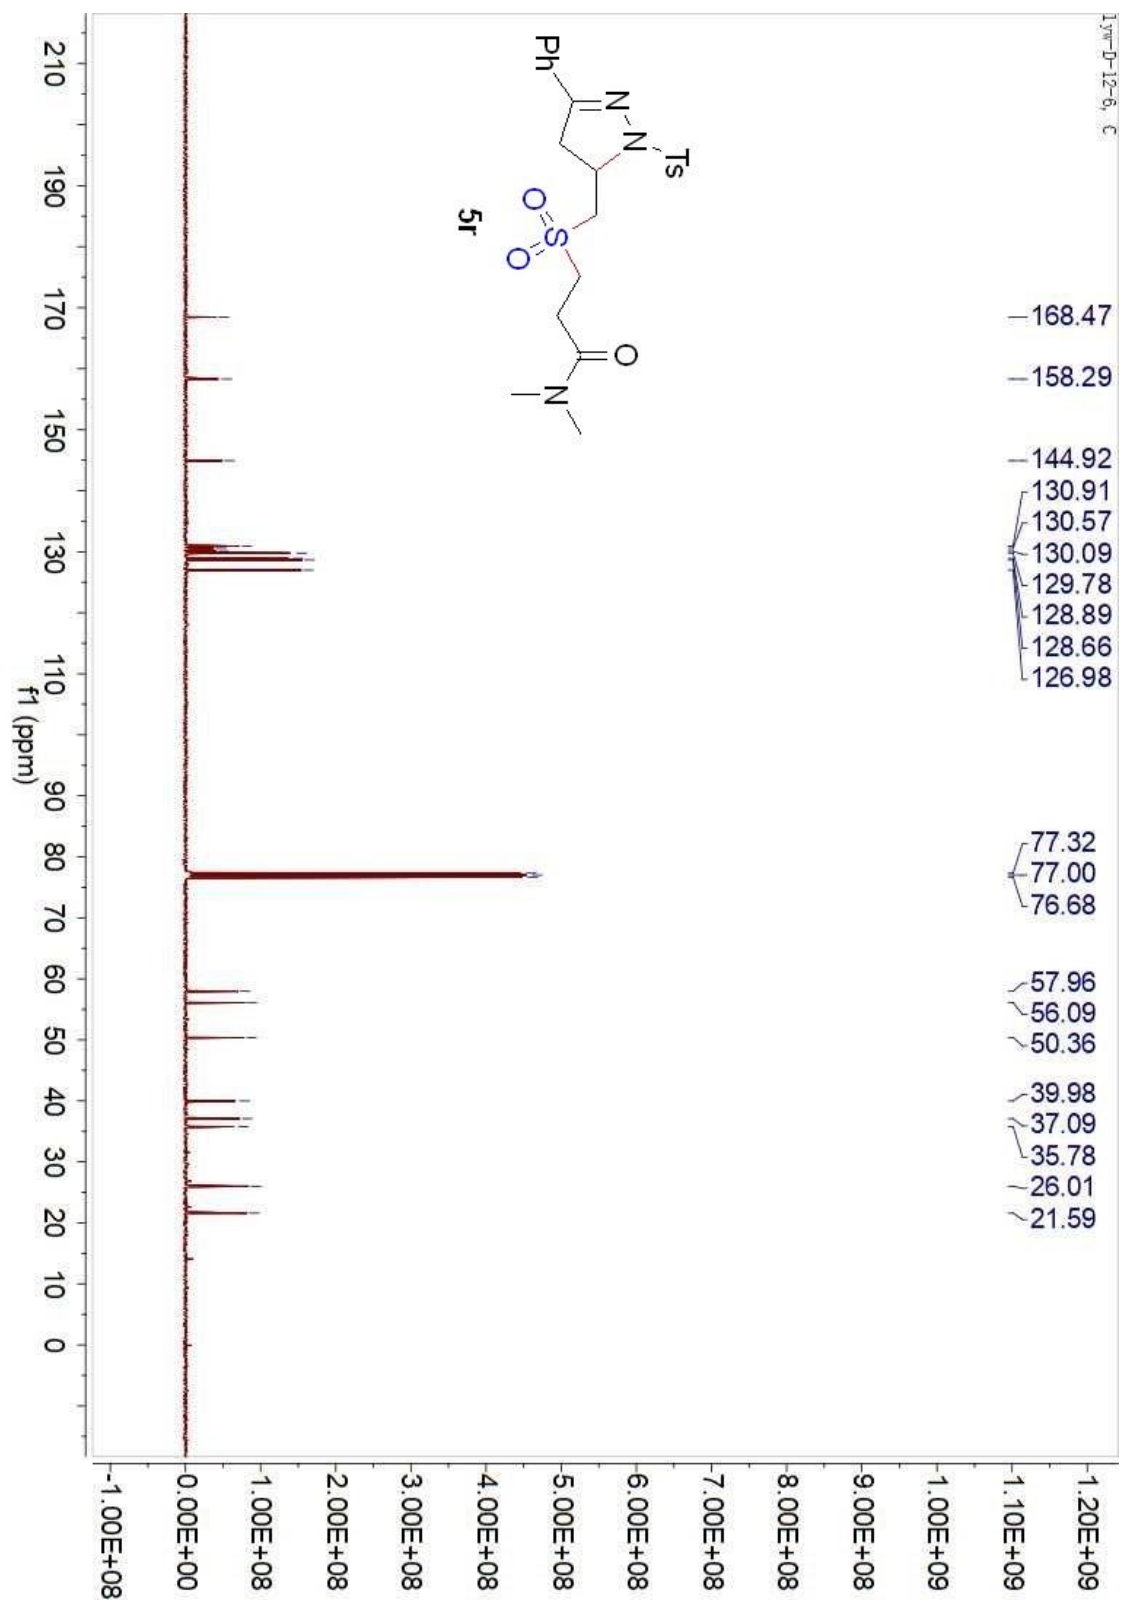 lyw-D-12-6, C
168.47
158.29
144.92
130.91
130.57
130.09
129.78
128.89
128.66
126.98
77.32
77.00
76.68
57.96
56.09
50.36
39.98
37.09
35.78
26.01
21.59
Ph
N
N
Ts
O
S
O
O
N
5r
1.20E+09
1.10E+09
1.00E+09
9.00E+08
8.00E+08
7.00E+08
6.00E+08
5.00E+08
4.00E+08
3.00E+08
2.00E+08
1.00E+08
0.00E+00
-1.00E+08
210
190
170
150
130
110
90
80
70
60
50
40
30
20
10
0
f1 (ppm)